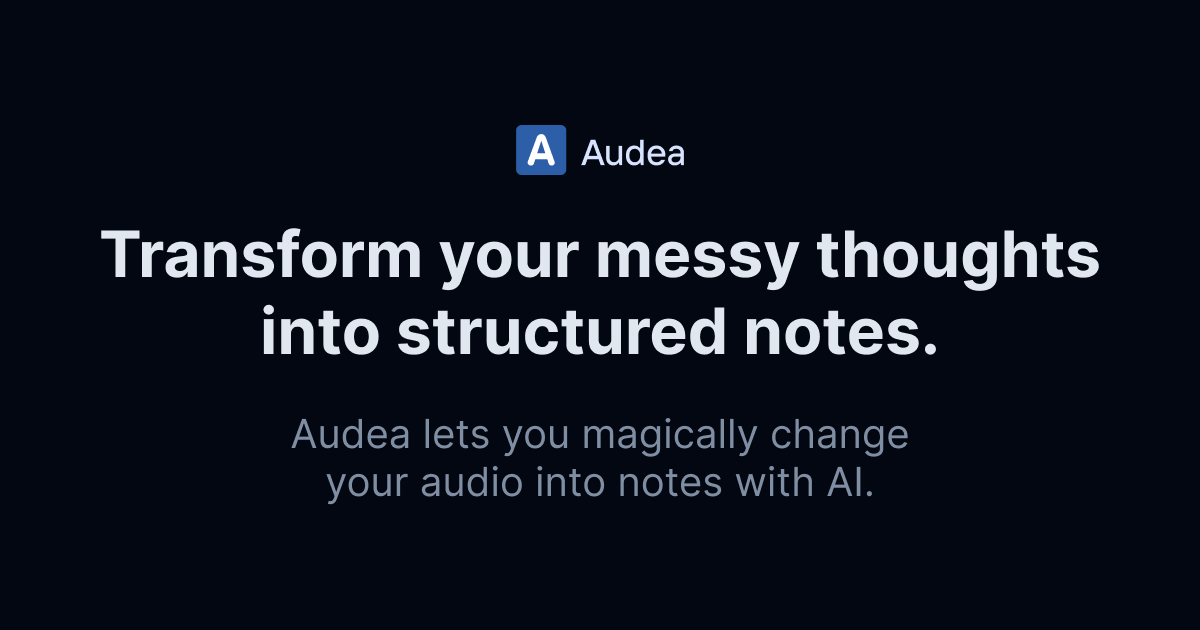 A Audea
Transform your messy thoughts
into structured notes.
Audea lets you magically change
your audio into notes with AI.